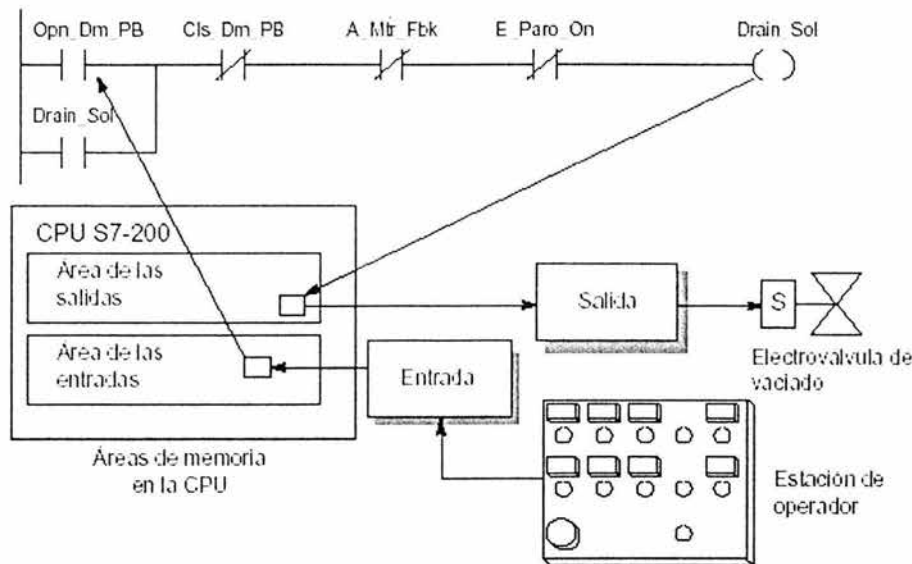 Opn_Dm_PB Cls_Dm_PB A_Mtr_Fbk E_Paro_On Drain_Sol
Drain_Sol
CPU S7-200
Área de las
salidas
Área de las
entradas
Salida
S
Electrovalvula de
vaciado
Entrada
Áreas de memoria
en la CPU
Estación de
operador